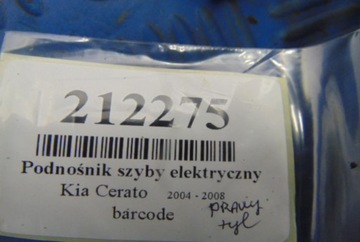 212275
Podnośnik szyby elektryczny
Kia Cerato 2004 - 2008
barcode
prawy
tył